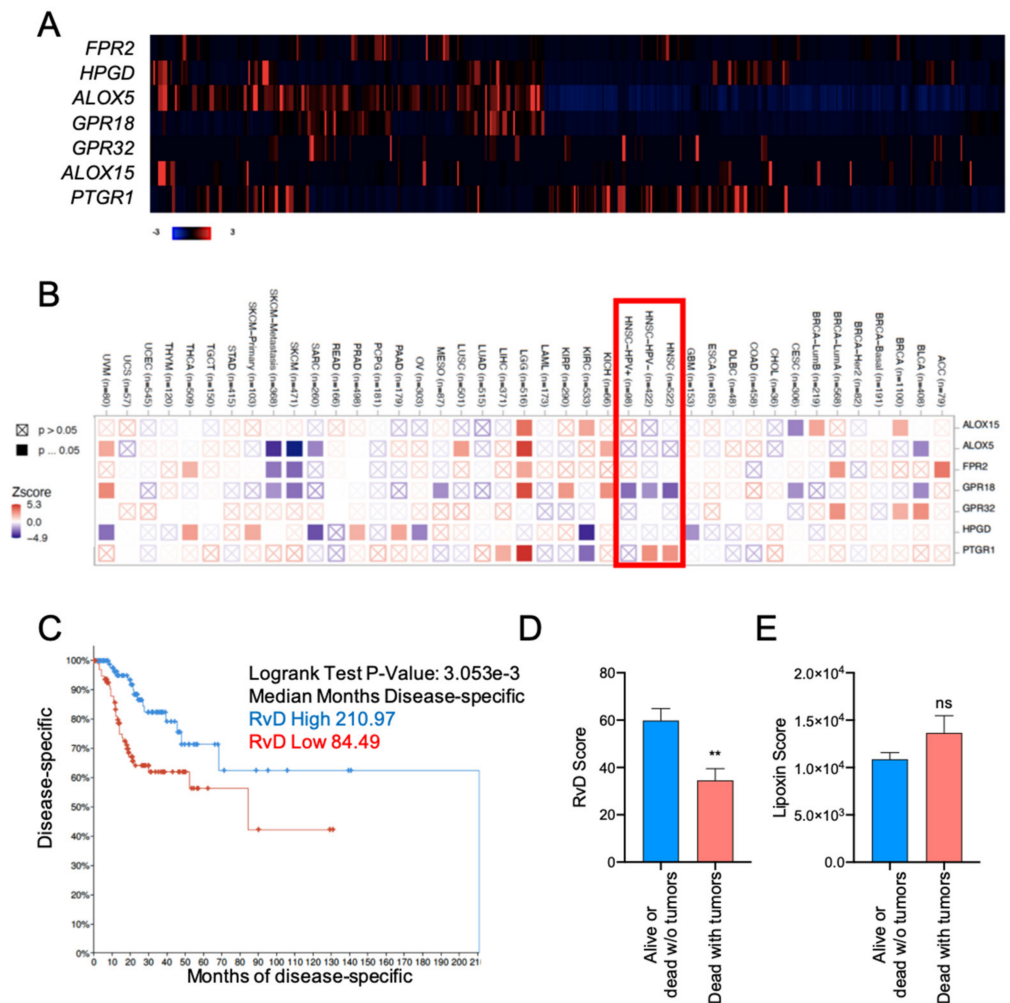 A
FPR2
HPGD
ALOX5
GPR18
GPR32
ALOX15
PTGR1
-3 3
B
UVM (n=80)
UCS (n=57)
UCEC (n=545)
THYM (n=120)
THCA (n=509)
TGCT (n=150)
STAD (n=415)
SKCM-Primary (n=103)
SKCM-Metastasis (n=368)
SKCM (n=471)
SARC (n=260)
READ (n=166)
PRAD (n=498)
PCPG (n=181)
PAAD (n=179)
OV (n=303)
MESO (n=87)
LUSC (n=501)
LUAD (n=515)
LIHC (n=371)
LGG (n=516)
LAML (n=173)
KIRP (n=290)
KIRC (n=533)
KICH (n=66)
HNSC-HPV+ (n=98)
HNSC-HPV- (n=422)
HNSC (n=522)
GBM (n=153)
ESCA (n=185)
DLBC (n=48)
COAD (n=458)
CHOL (n=36)
CESC (n=306)
BRCA-LumB (n=219)
BRCA-LumA (n=568)
BRCA-Her2 (n=82)
BRCA-Basal (n=191)
BRCA (n=1100)
BLCA (n=408)
ACC (n=79)
p > 0.05
p ... 0.05
Zscore
5.3
0.0
-4.9
ALOX15
ALOX5
FPR2
GPR18
GPR32
HPGD
PTGR1
C
Disease-specific
100%
90%
80%
70%
60%
50%
40%
30%
20%
10%
0%
Logrank Test P-Value: 3.053e-3
Median Months Disease-specific
RvD High 210.97
RvD Low 84.49
0 10 20 30 40 50 60 70 80 90 100 110 120 130 140 150 160 170 180 190 200
Months of disease-specific
D
RvD Score
80
60
40
20
0
**
Alive or
dead w/o tumors
Dead with tumors
E
Lipoxin Score
2.0×10⁴
1.5×10⁴
1.0×10⁴
5.0×10³
0.0
ns
Alive or
dead w/o tumors
Dead with tumors